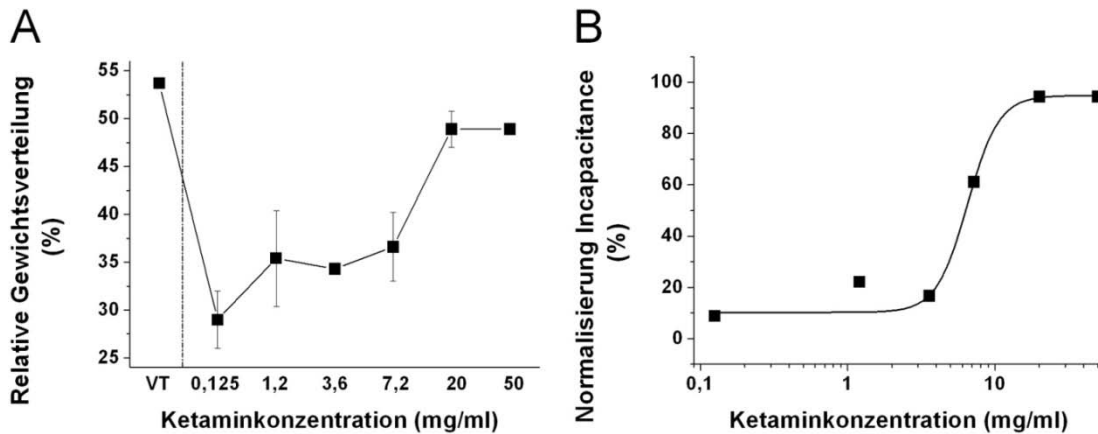 A
Relative Gewichtsverteilung
(%)
55
50
45
40
35
30
25
VT 0,125 1,2 3,6 7,2 20 50
Ketaminkonzentration (mg/ml)
B
Normalisierung Incapacitance
(%)
100
80
60
40
20
0
0,1 1 10
Ketaminkonzentration (mg/ml)